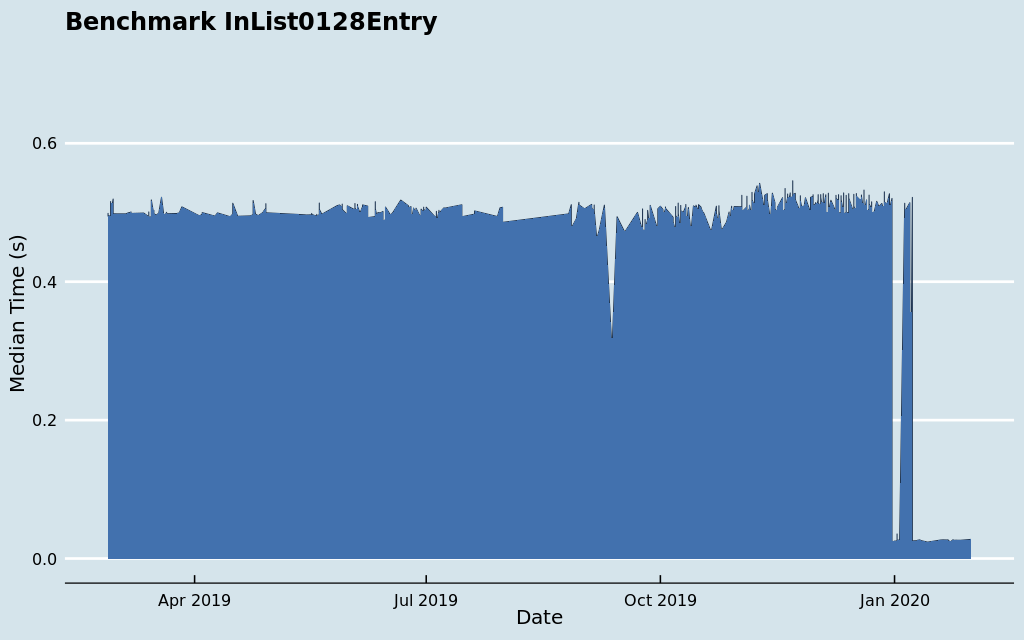 Benchmark InList0128Entry
0.6
0.4
0.2
0.0
Median Time (s)
Apr 2019
Jul 2019
Oct 2019
Jan 2020
Date